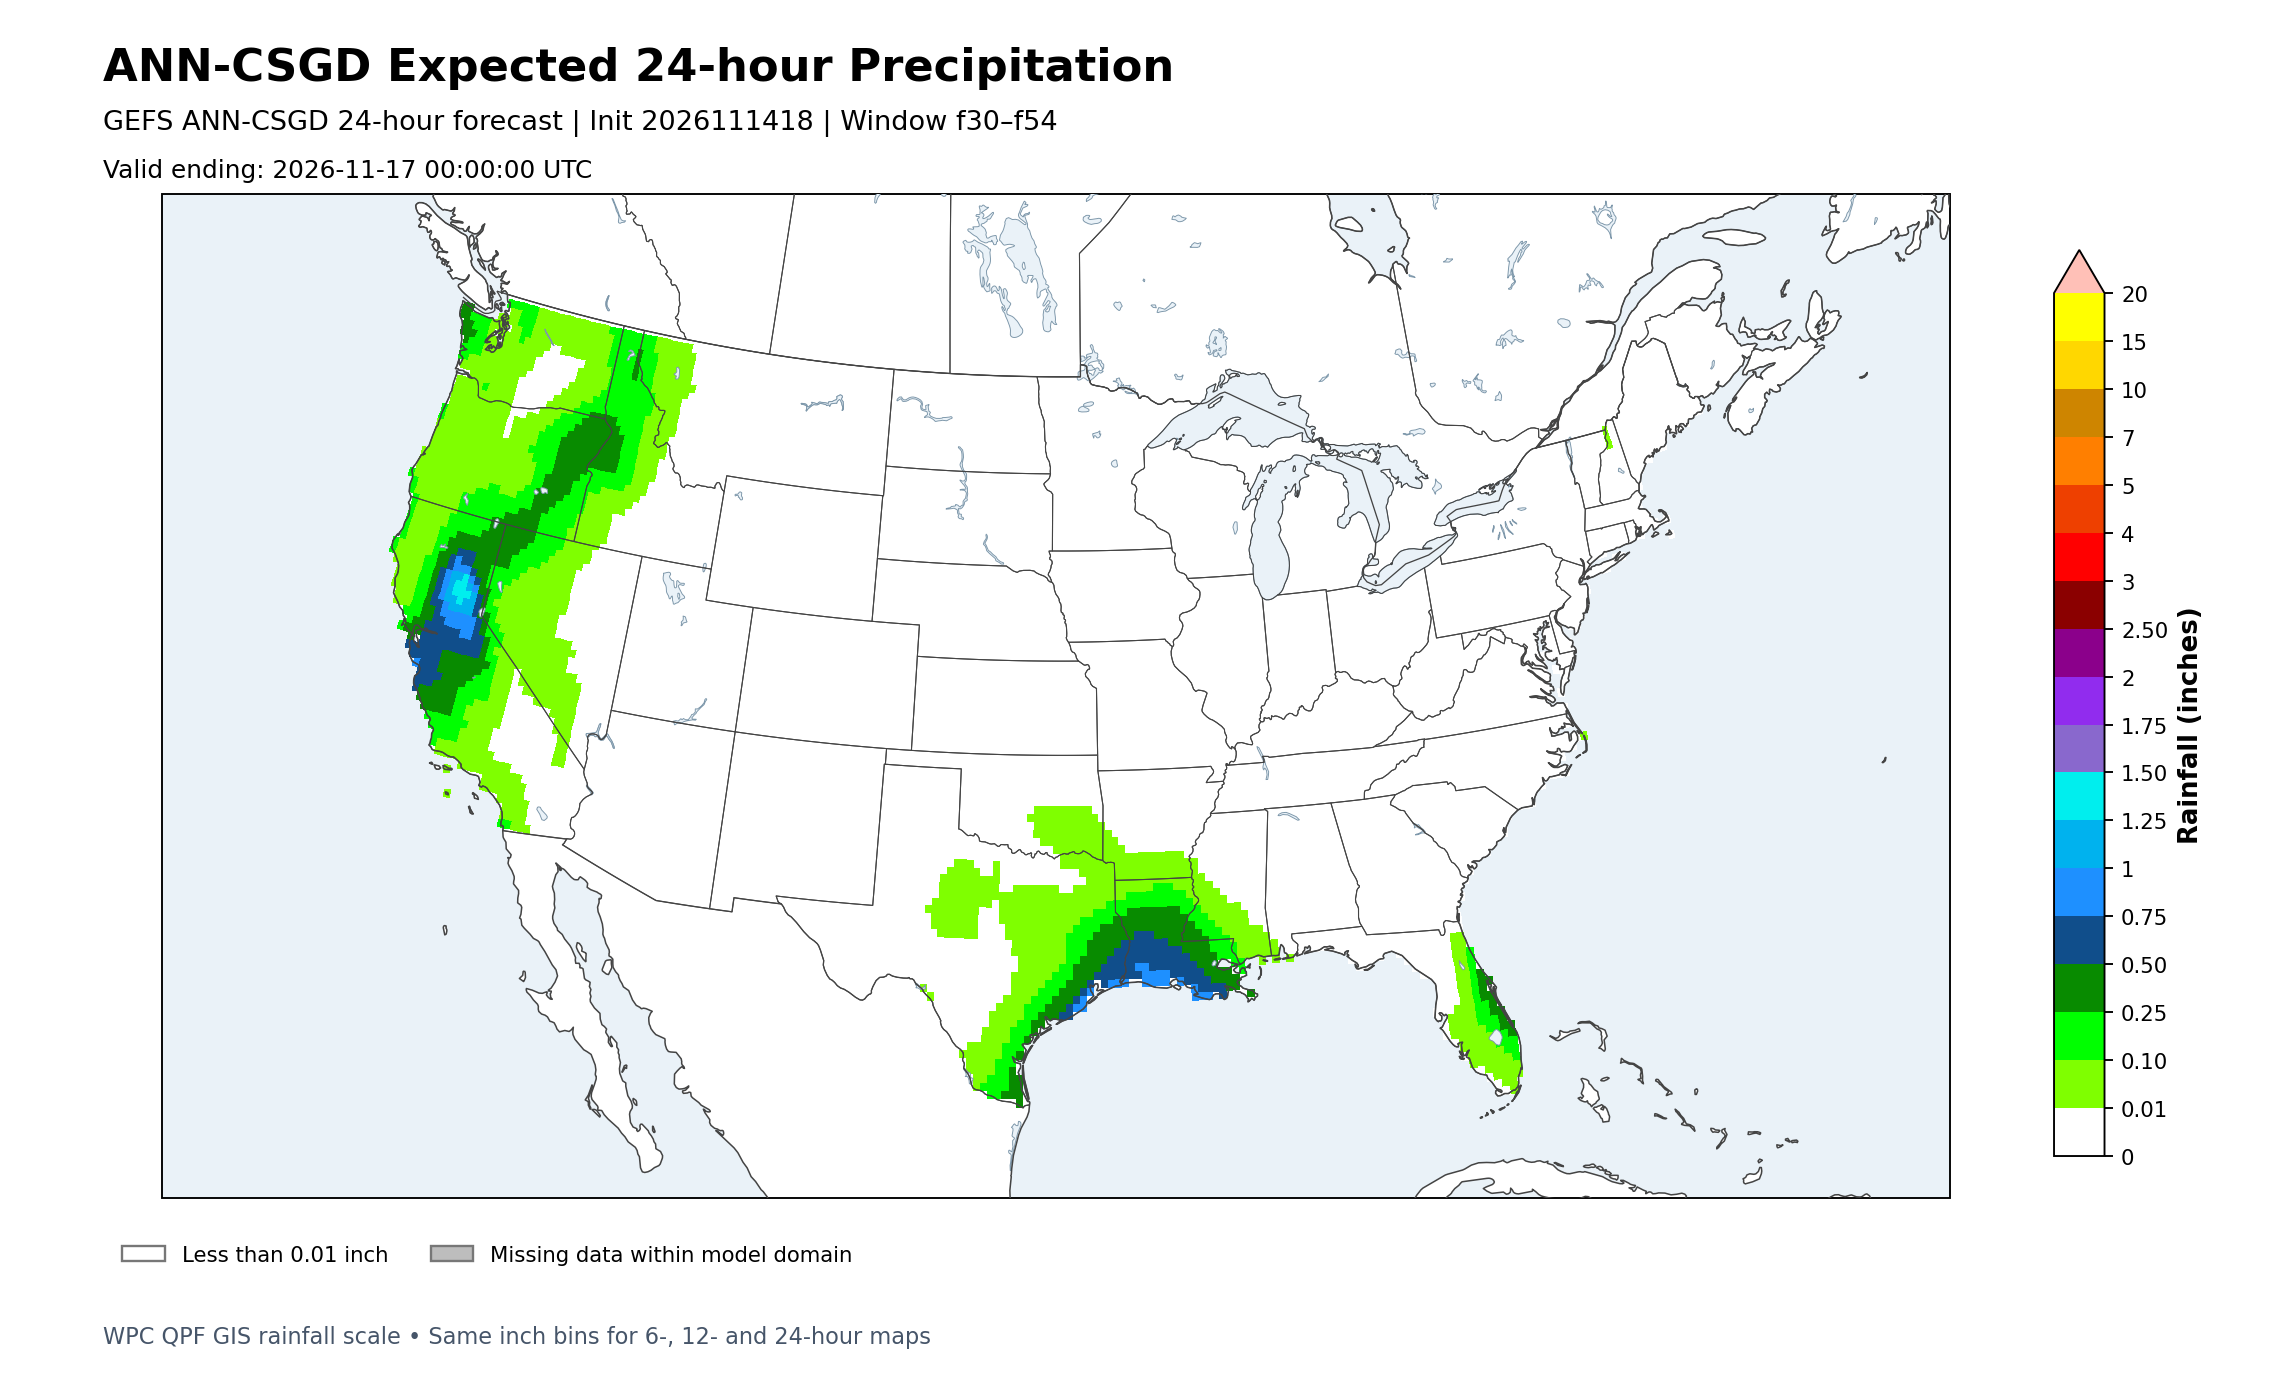 ANN-CSGD Expected 24-hour Precipitation
GEFS ANN-CSGD 24-hour forecast | Init 2026111418 | Window f30–f54
Valid ending: 2026-11-17 00:00:00 UTC
20
15
10
7
5
4
3
2.50
2
1.75
1.50
1.25
1
0.75
0.50
0.25
0.10
0.01
0
Rainfall (inches)
Less than 0.01 inch
Missing data within model domain
WPC QPF GIS rainfall scale • Same inch bins for 6-, 12- and 24-hour maps